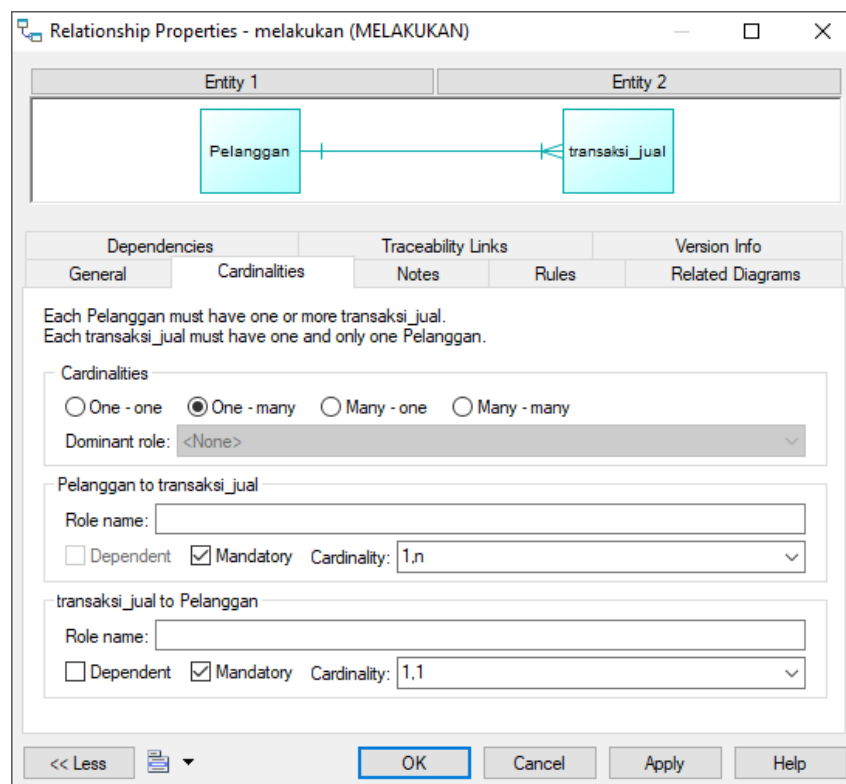 Relationship Properties - melakukan (MELAKUKAN)
Entity 1 Entity 2
Pelanggan transaksi_jual
Dependencies Traceability Links Version Info
General Cardinalities Notes Rules Related Diagrams
Each Pelanggan must have one or more transaksi_jual.
Each transaksi_jual must have one and only one Pelanggan.
Cardinalities
One - one One - many Many - one Many - many
Dominant role: <None>
Pelanggan to transaksi_jual
Role name:
Dependent Mandatory Cardinality: 1,n
transaksi_jual to Pelanggan
Role name:
Dependent Mandatory Cardinality: 1,1
<< Less OK Cancel Apply Help